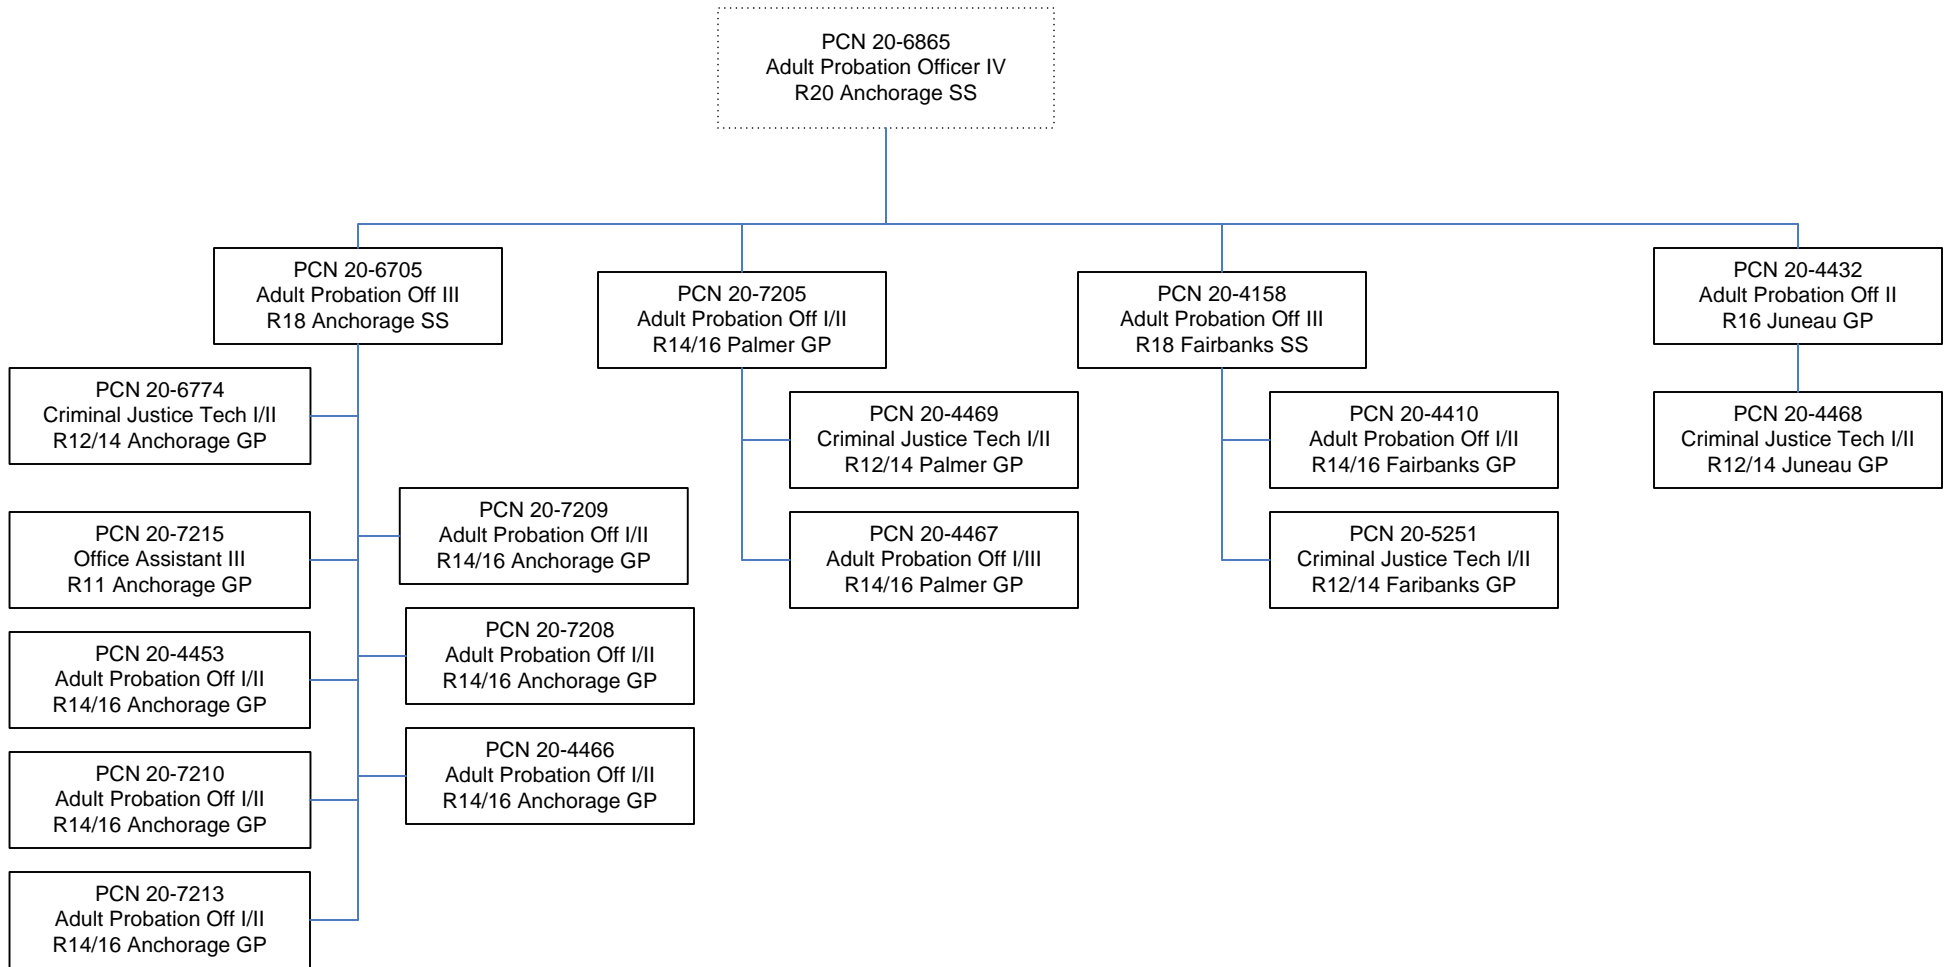 PCN 20-6865
Adult Probation Officer IV
R20 Anchorage SS
PCN 20-6705
Adult Probation Off III
R18 Anchorage SS
PCN 20-7205
Adult Probation Off I/II
R14/16 Palmer GP
PCN 20-4158
Adult Probation Off III
R18 Fairbanks SS
PCN 20-4432
Adult Probation Off II
R16 Juneau GP
PCN 20-6774
Criminal Justice Tech I/II
R12/14 Anchorage GP
PCN 20-7215
Office Assistant III
R11 Anchorage GP
PCN 20-4453
Adult Probation Off I/II
R14/16 Anchorage GP
PCN 20-7210
Adult Probation Off I/II
R14/16 Anchorage GP
PCN 20-7213
Adult Probation Off I/II
R14/16 Anchorage GP
PCN 20-7209
Adult Probation Off I/II
R14/16 Anchorage GP
PCN 20-7208
Adult Probation Off I/II
R14/16 Anchorage GP
PCN 20-4466
Adult Probation Off I/II
R14/16 Anchorage GP
PCN 20-4469
Criminal Justice Tech I/II
R12/14 Palmer GP
PCN 20-4467
Adult Probation Off I/III
R14/16 Palmer GP
PCN 20-4410
Adult Probation Off I/II
R14/16 Fairbanks GP
PCN 20-5251
Criminal Justice Tech I/II
R12/14 Faribanks GP
PCN 20-4468
Criminal Justice Tech I/II
R12/14 Juneau GP